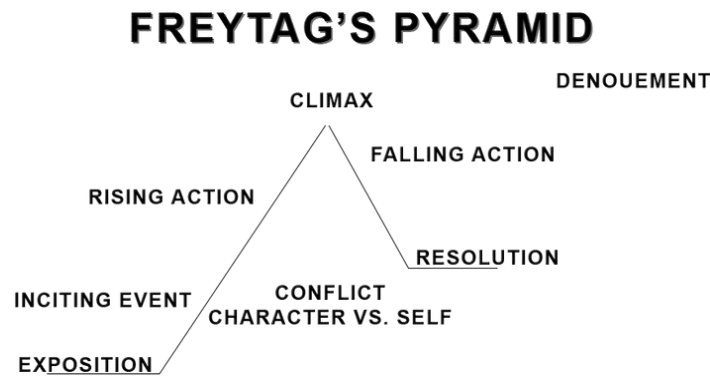 FREYTAG'S PYRAMID
DENOUEMENT
CLIMAX
FALLING ACTION
RISING ACTION
RESOLUTION
INCITING EVENT
CONFLICT
CHARACTER VS. SELF
EXPOSITION